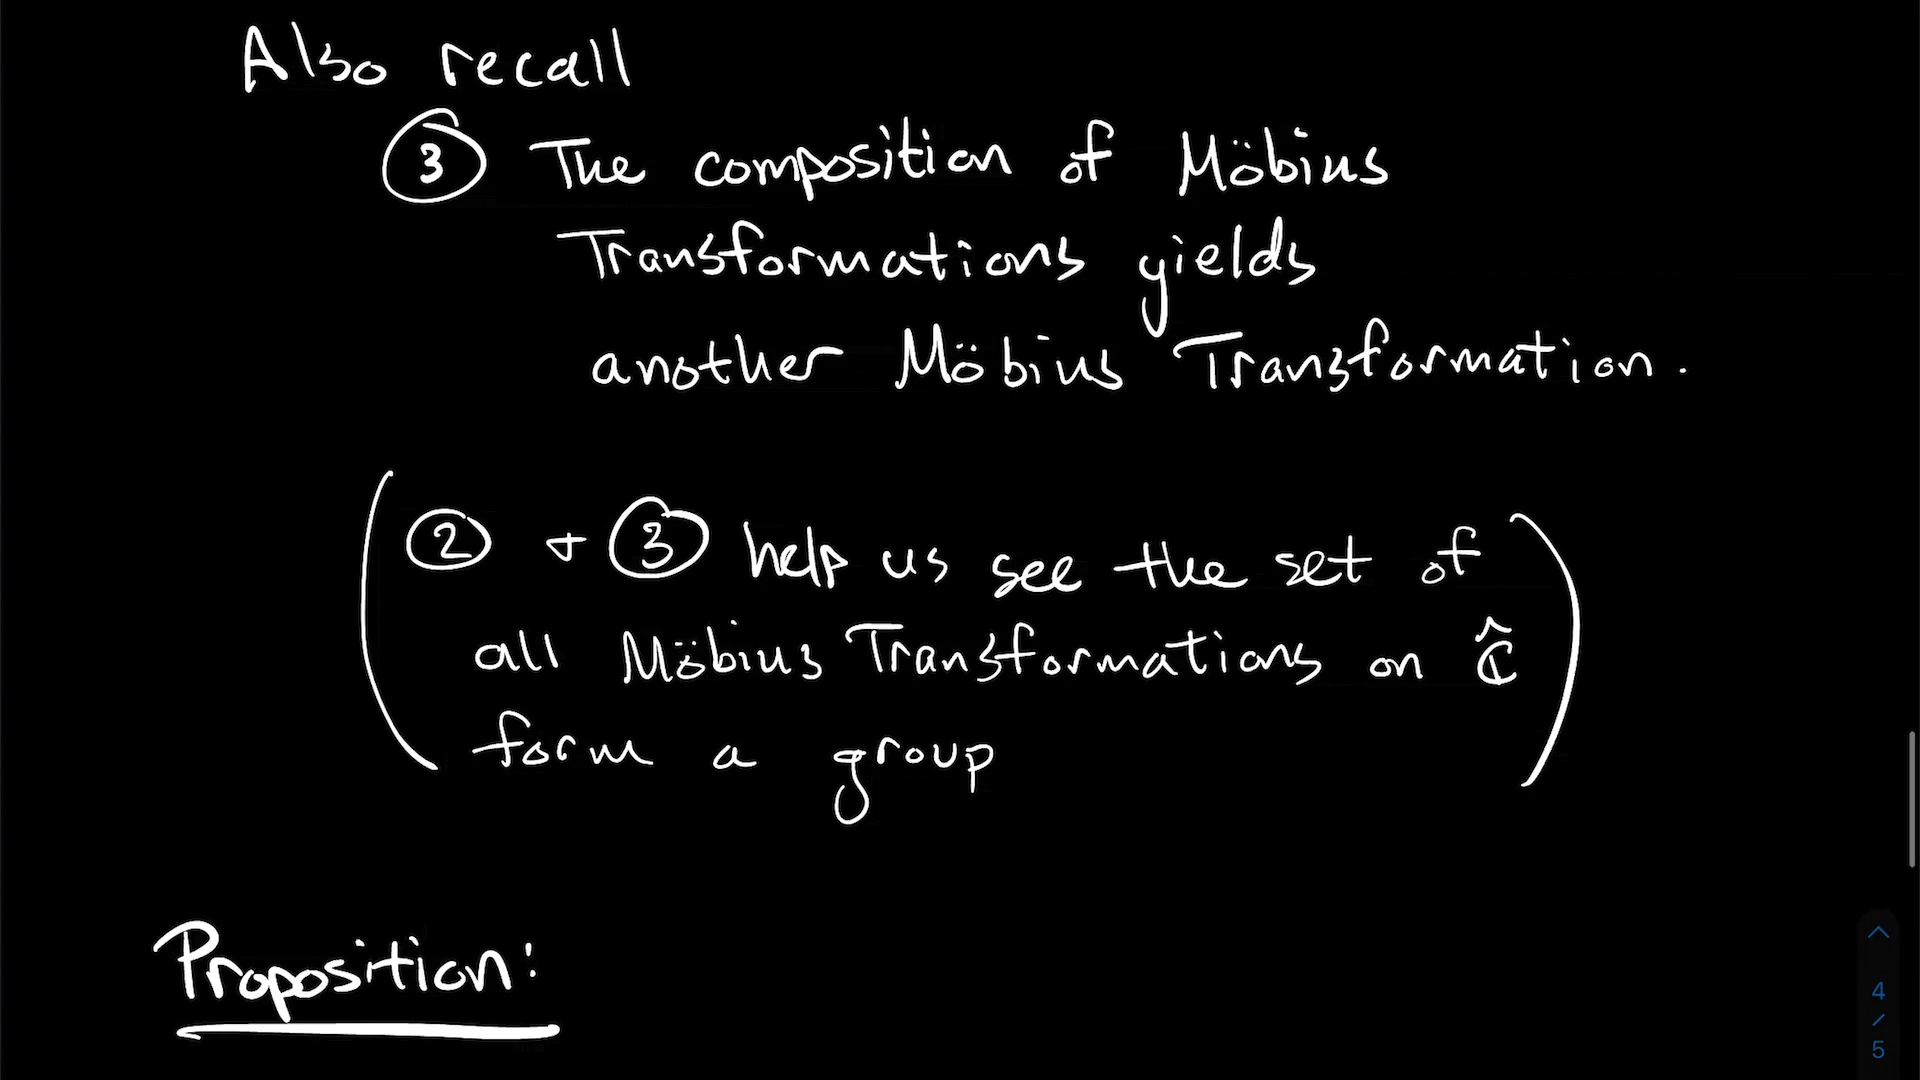 Also recall
③ The composition of Möbius
Transformations yields
another Möbius Transformation.
(② + ③ help us see the set of
all Möbius Transformations on Ĉ
form a group)
Proposition:
4
/
5